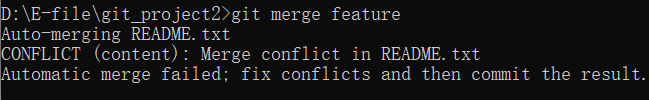 D:\E-file\git_project2>git merge feature
Auto-merging README.txt
CONFLICT (content): Merge conflict in README.txt
Automatic merge failed; fix conflicts and then commit the result.